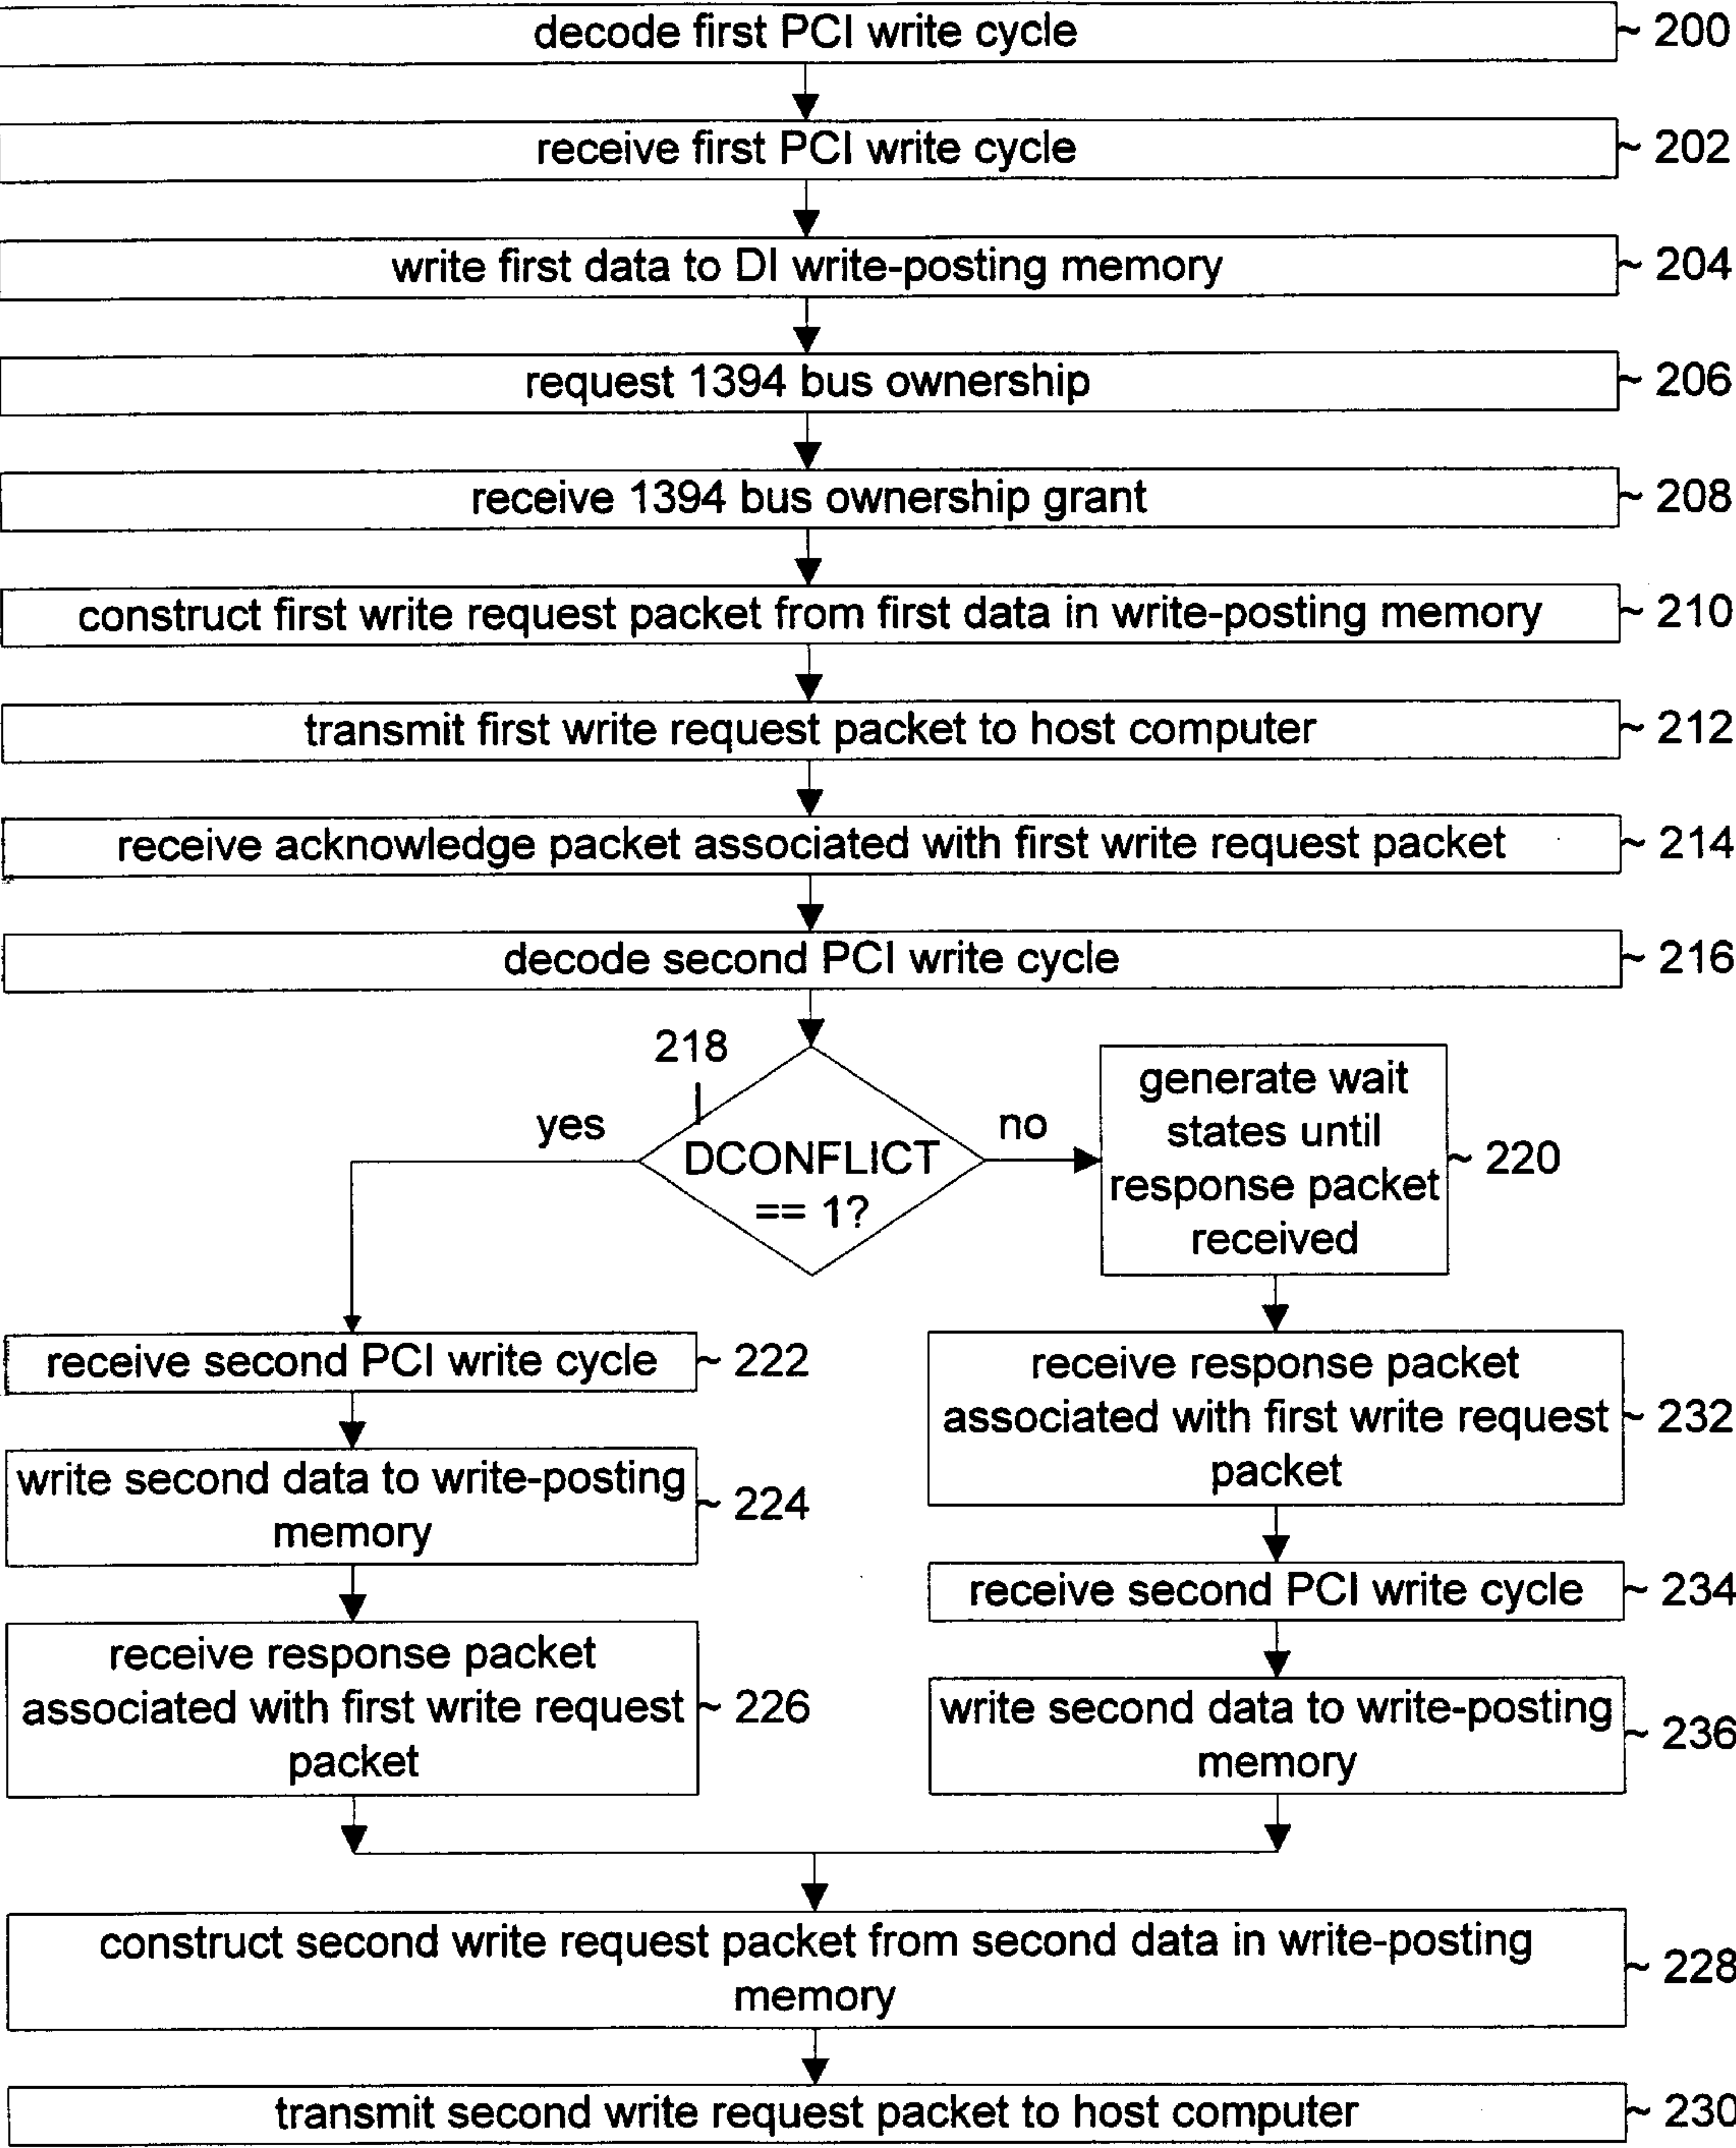 decode first PCI write cycle ~ 200
receive first PCI write cycle ~ 202
write first data to DI write-posting memory ~ 204
request 1394 bus ownership ~ 206
receive 1394 bus ownership grant ~ 208
construct first write request packet from first data in write-posting memory ~ 210
transmit first write request packet to host computer ~ 212
receive acknowledge packet associated with first write request packet ~ 214
decode second PCI write cycle ~ 216
218
yes
DCONFLICT
== 1?
no
generate wait
states until
response packet
received
~ 220
receive second PCI write cycle ~ 222
write second data to write-posting
memory
~ 224
receive response packet
associated with first write request
packet
~ 226
receive response packet
associated with first write request
packet
~ 232
receive second PCI write cycle ~ 234
write second data to write-posting
memory
~ 236
construct second write request packet from second data in write-posting
memory
~ 228
transmit second write request packet to host computer ~ 230